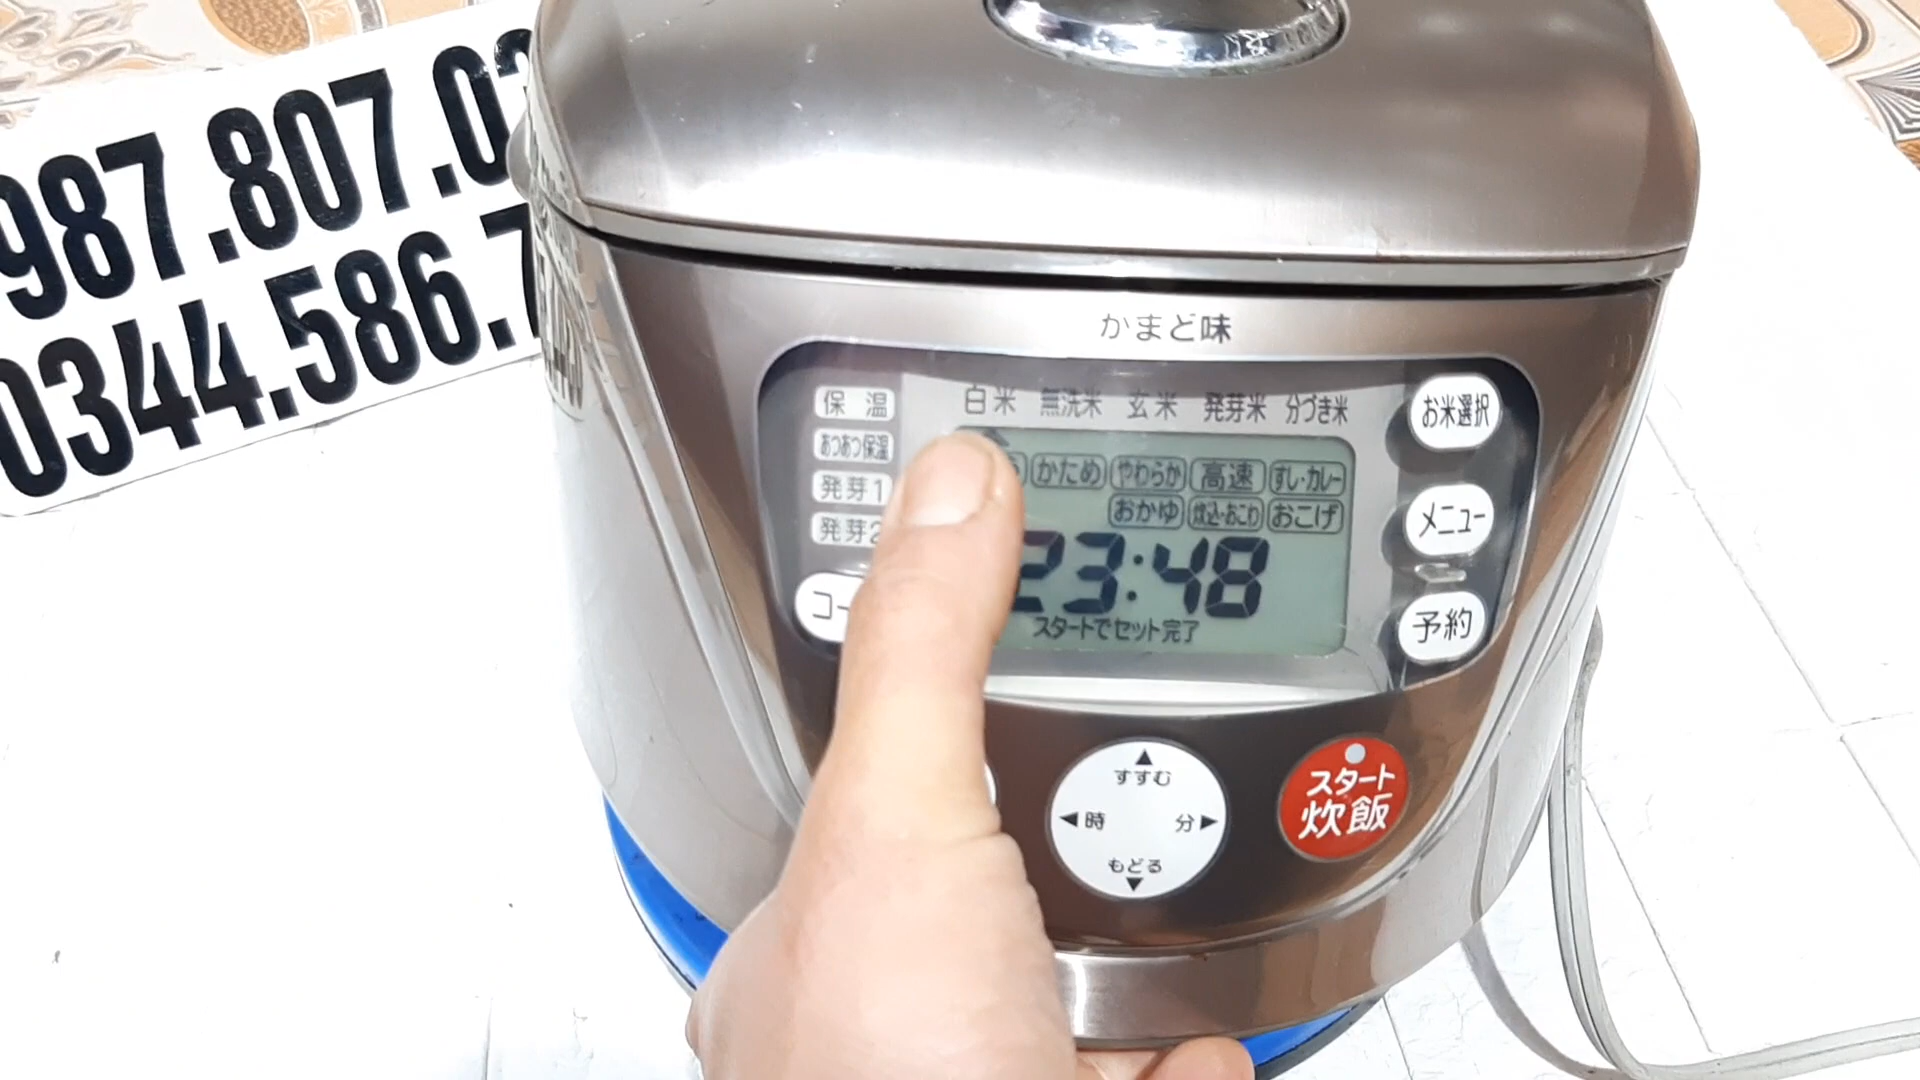 987.807.0
0344.586.7
かまど味
保温
白米 無洗米 玄米 発芽米 分づき米
お米選択
あつあつ保温
かため やわらか 高速 すし・カレー
発芽1
おかゆ 炊込・おこわ おこげ
メニュー
発芽2
23:48
コー
スタートでセット完了
予約
すすむ
時 分
もどる
スタート
炊飯